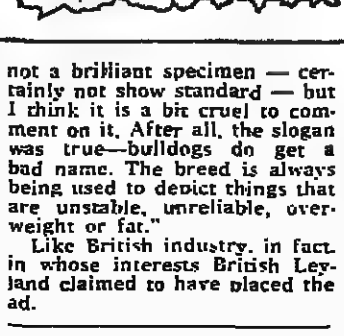 not a brilliant specimen — cer-
tainly not show standard — but
I think it is a bit cruel to com-
ment on it. After all, the slogan
was true—bulldogs do get a
bad name. The breed is always
being used to depict things that
are unstable, unreliable, over-
weight or fat."
Like British industry, in fact,
in whose interests British Ley-
land claimed to have placed the
ad.